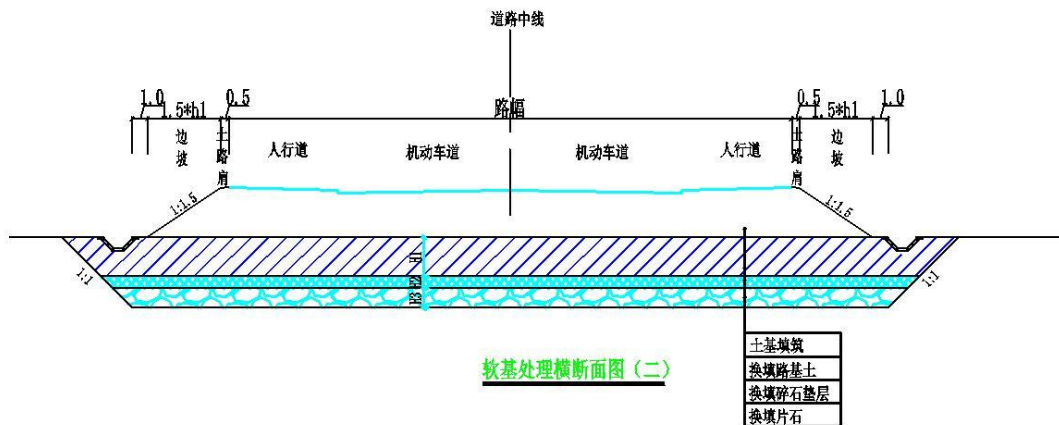 道路中线
1.0 1.5*h1 0.5 路幅 0.5 1.5*h1 1.0
边坡 土路肩 人行道 机动车道 机动车道 人行道 土路肩 边坡
1:1.5 1:1.5
1:1 H1 1:1
H2
H3
土基填筑
软基处理横断面图（二） 换填路基土
换填碎石垫层
换填片石